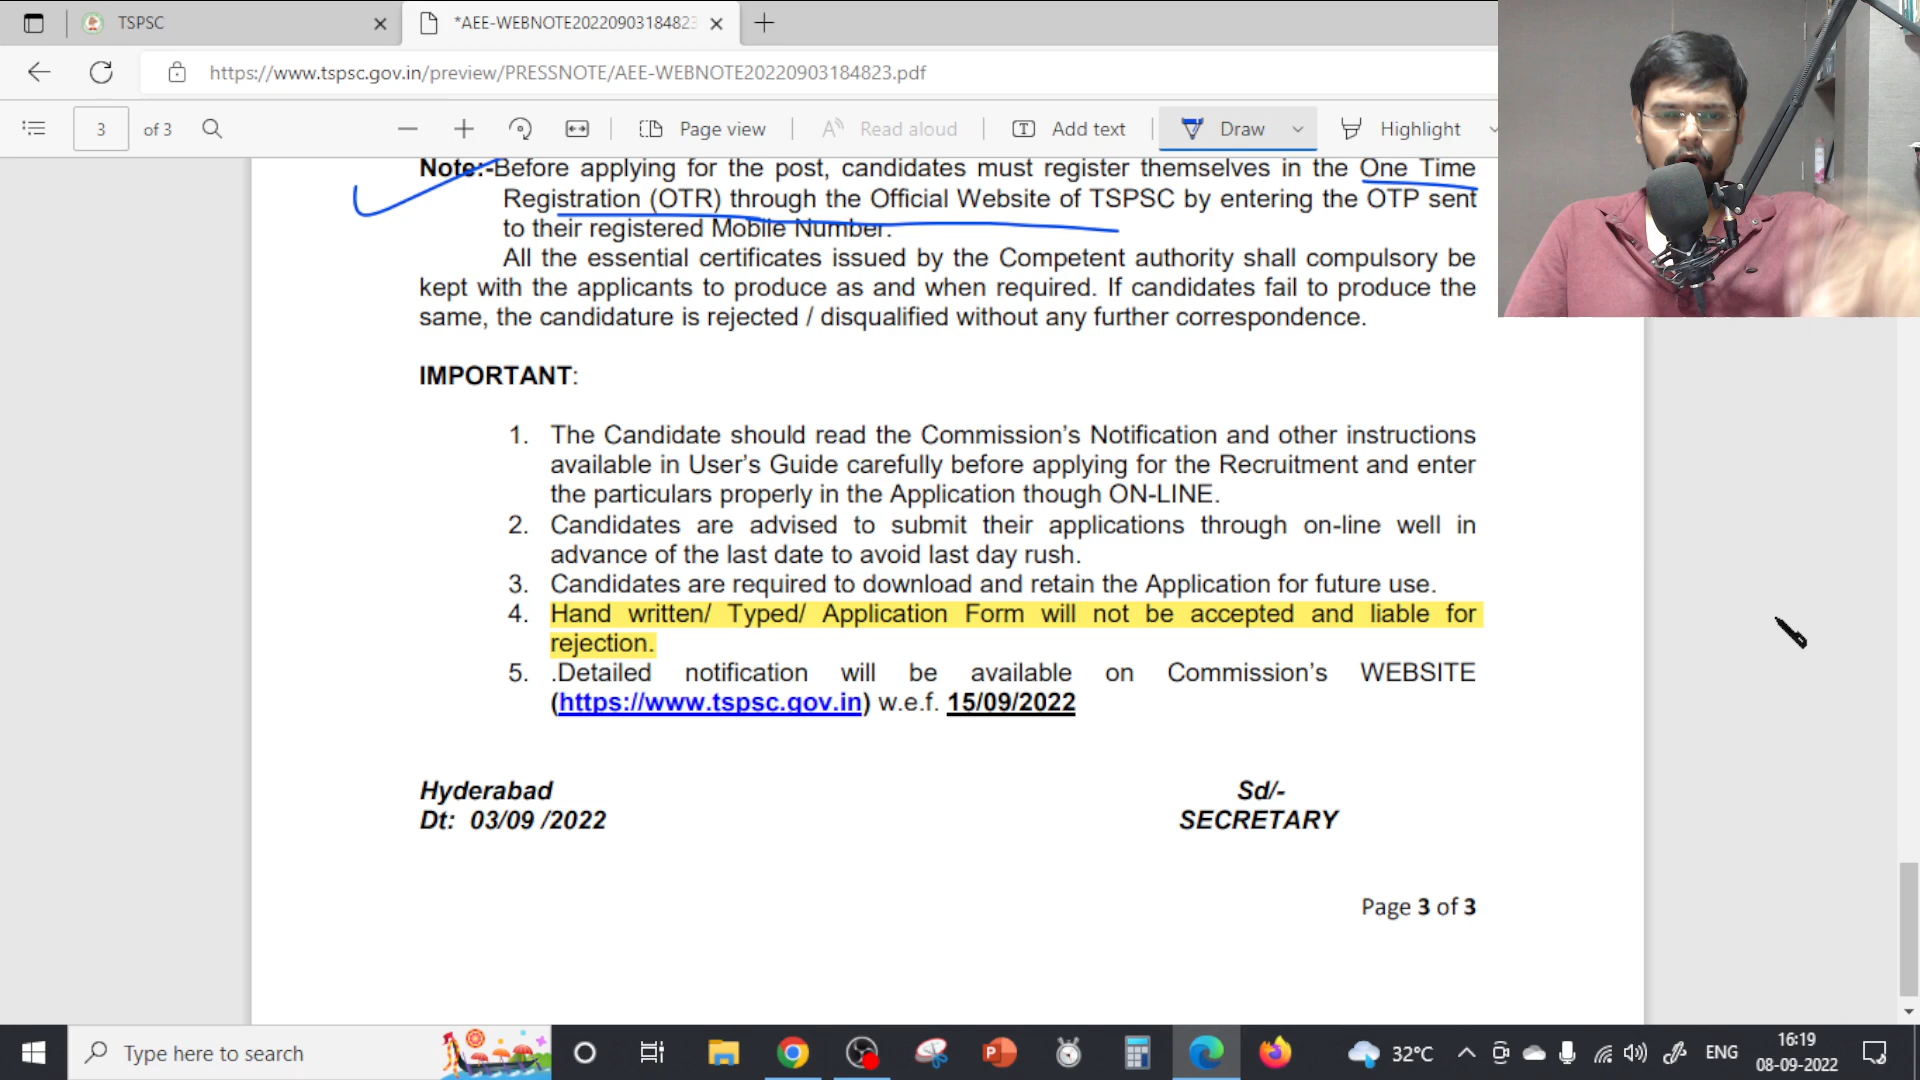 TSPSC
*AEE-WEBNOTE20220903184823
https://www.tspsc.gov.in/preview/PRESSNOTE/AEE-WEBNOTE20220903184823.pdf
3 of 3
Page view
Read aloud
Add text
Draw
Highlight
Note:-Before applying for the post, candidates must register themselves in the One Time
Registration (OTR) through the Official Website of TSPSC by entering the OTP sent
to their registered Mobile Number.
All the essential certificates issued by the Competent authority shall compulsory be
kept with the applicants to produce as and when required. If candidates fail to produce the
same, the candidature is rejected / disqualified without any further correspondence.
IMPORTANT:
1. The Candidate should read the Commission's Notification and other instructions
available in User's Guide carefully before applying for the Recruitment and enter
the particulars properly in the Application though ON-LINE.
2. Candidates are advised to submit their applications through on-line well in
advance of the last date to avoid last day rush.
3. Candidates are required to download and retain the Application for future use.
4. Hand written/ Typed/ Application Form will not be accepted and liable for
rejection.
5. .Detailed notification will be available on Commission's WEBSITE
(https://www.tspsc.gov.in) w.e.f. 15/09/2022
Hyderabad
Dt: 03/09 /2022
Sd/-
SECRETARY
Page 3 of 3
Type here to search
32°C
ENG
16:19
08-09-2022